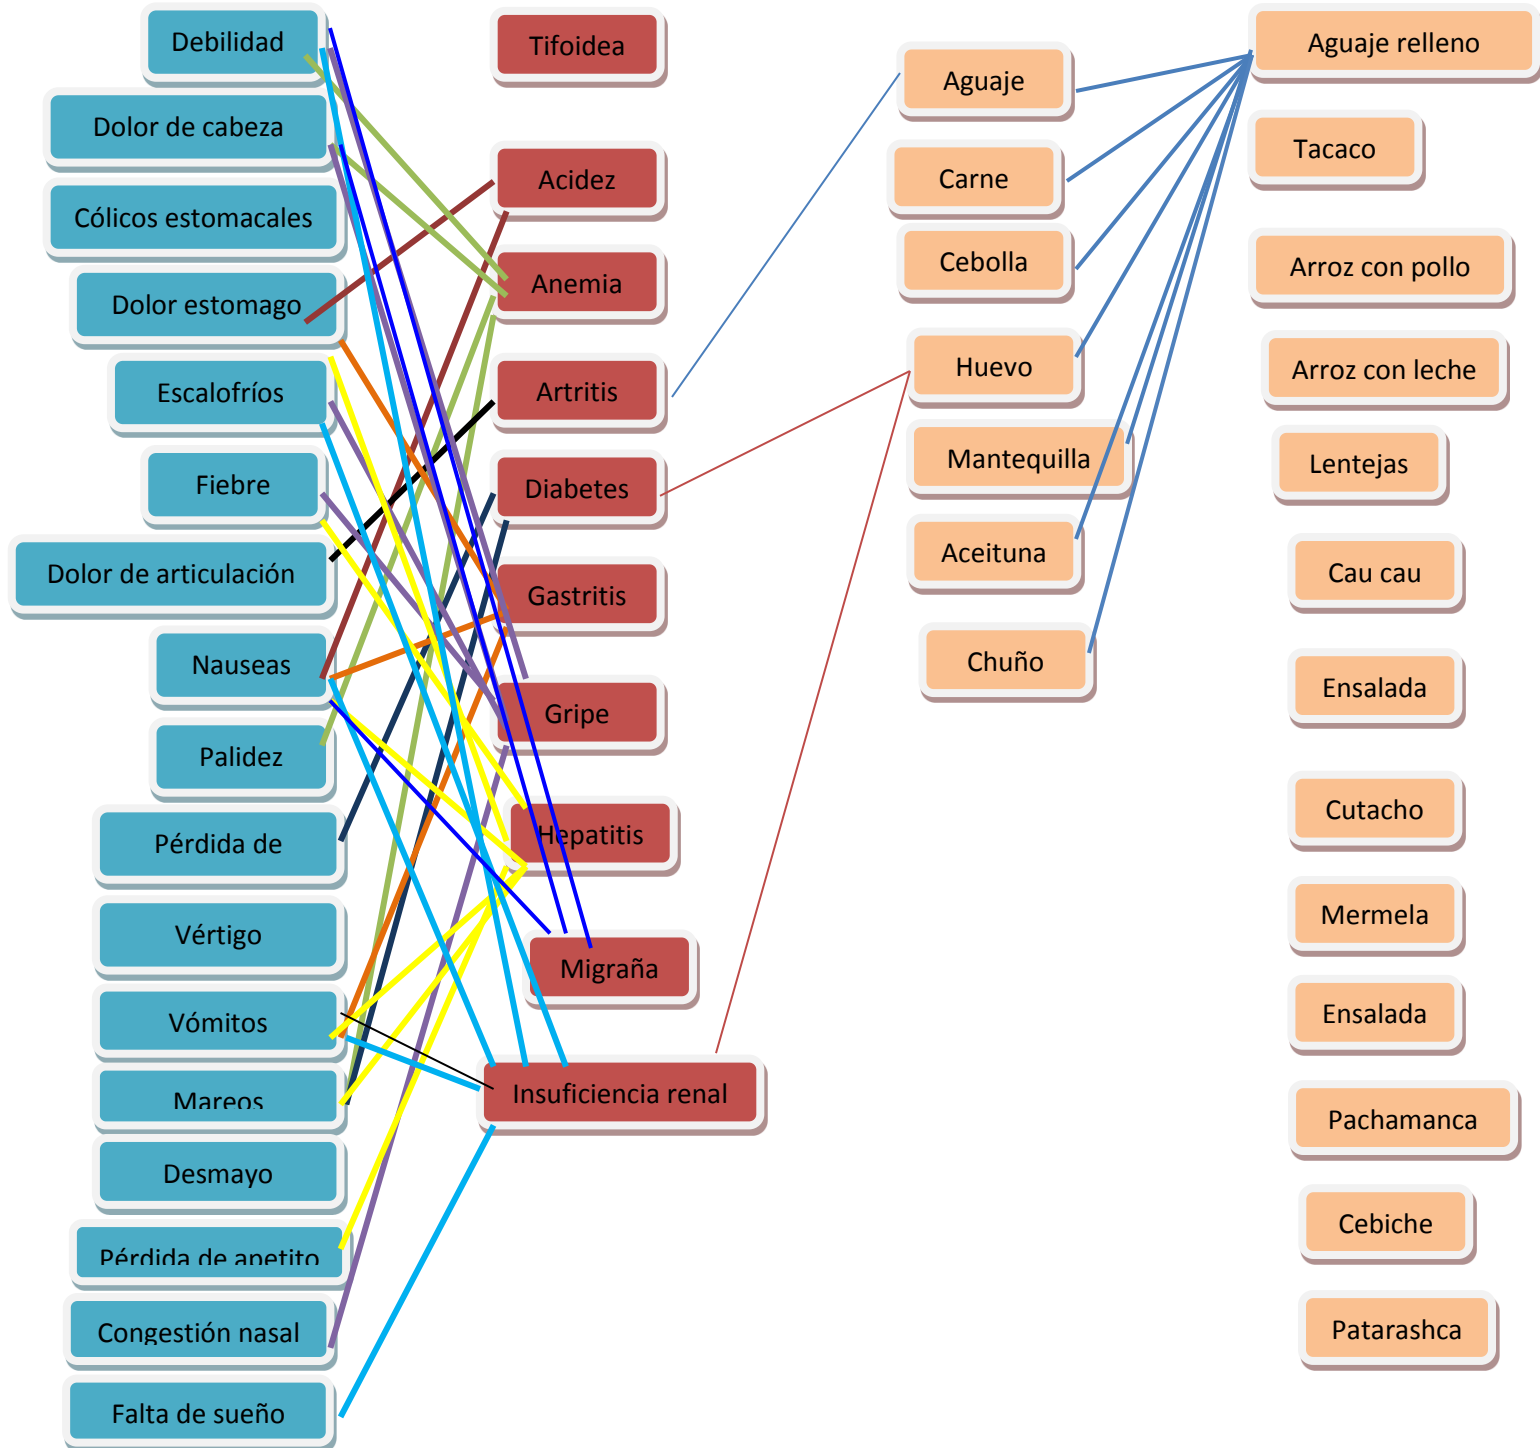 Debilidad
Dolor de cabeza
Cólicos estomacales
Dolor estomago
Escalofríos
Fiebre
Dolor de articulación
Nauseas
Palidez
Pérdida de
Vértigo
Vómitos
Mareos
Desmayo
Pérdida de apetito
Congestión nasal
Falta de sueño
Tifoidea
Acidez
Anemia
Artritis
Diabetes
Gastritis
Gripe
Hepatitis
Migraña
Insuficiencia renal
Aguaje
Carne
Cebolla
Huevo
Mantequilla
Aceituna
Chuño
Aguaje relleno
Tacaco
Arroz con pollo
Arroz con leche
Lentejas
Cau cau
Ensalada
Cutacho
Mermela
Ensalada
Pachamanca
Cebiche
Patarashca